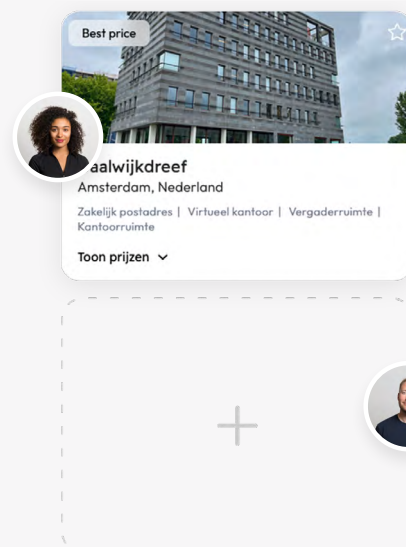 Best price
aalwijkdreef
Amsterdam, Nederland
Zakelijk postadres | Virtueel kantoor | Vergaderruimte |
Kantoorruimte
Toon prijzen